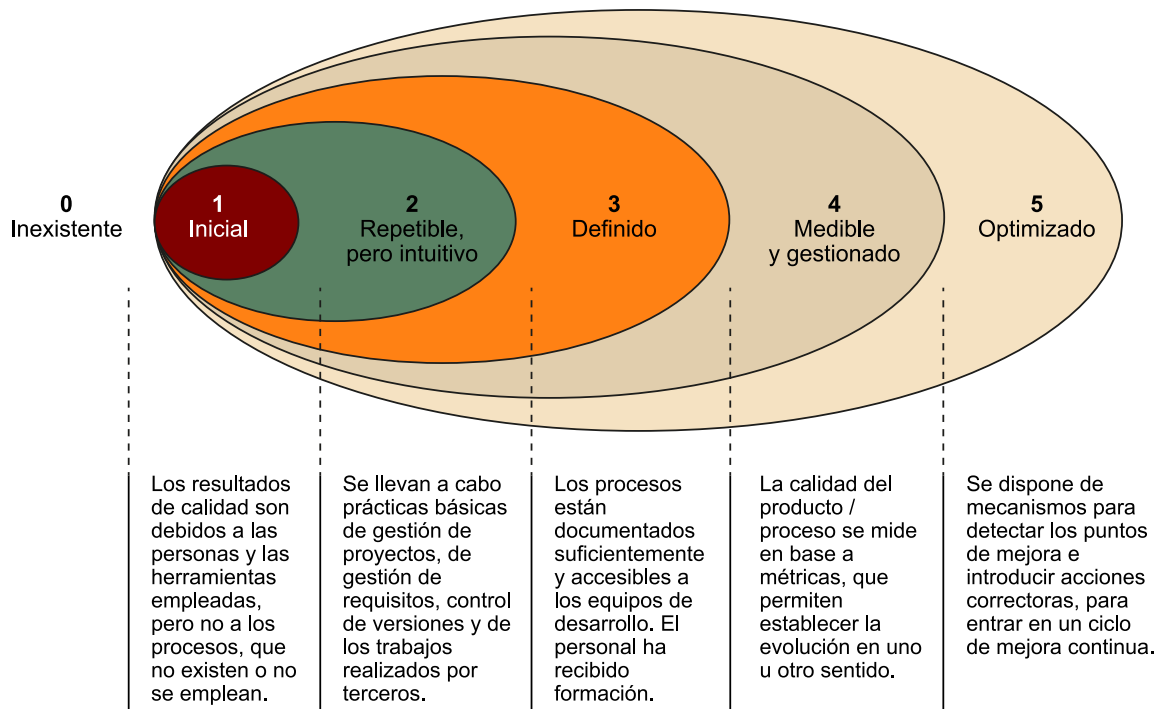 0
Inexistente
1
Inicial
2
Repetible,
pero intuitivo
3
Definido
4
Medible
y gestionado
5
Optimizado
Los resultados
de calidad son
debidos a las
personas y las
herramientas
empleadas,
pero no a los
procesos, que
no existen o no
se emplean.
Se llevan a cabo
prácticas básicas
de gestión de
proyectos, de
gestión de
requisitos, control
de versiones y de
los trabajos
realizados por
terceros.
Los procesos
están
documentados
suficientemente
y accesibles a
los equipos de
desarrollo. El
personal ha
recibido
formación.
La calidad del
producto /
proceso se mide
en base a
métricas, que
permiten
establecer la
evolución en uno
u otro sentido.
Se dispone de
mecanismos para
detectar los puntos
de mejora e
introducir acciones
correctoras, para
entrar en un ciclo
de mejora continua.